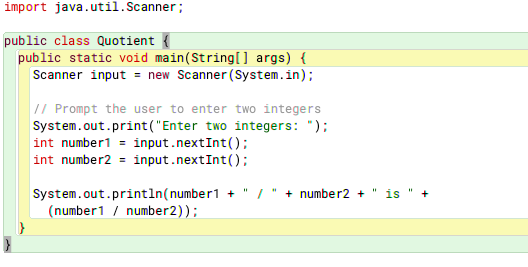 import java.util.Scanner;
public class Quotient {
public static void main(String[] args) {
Scanner input = new Scanner(System.in);
// Prompt the user to enter two integers
System.out.print("Enter two integers: ");
int number1 = input.nextInt();
int number2 = input.nextInt();
System.out.println(number1 + " / " + number2 + " is " +
(number1 / number2));
}
}